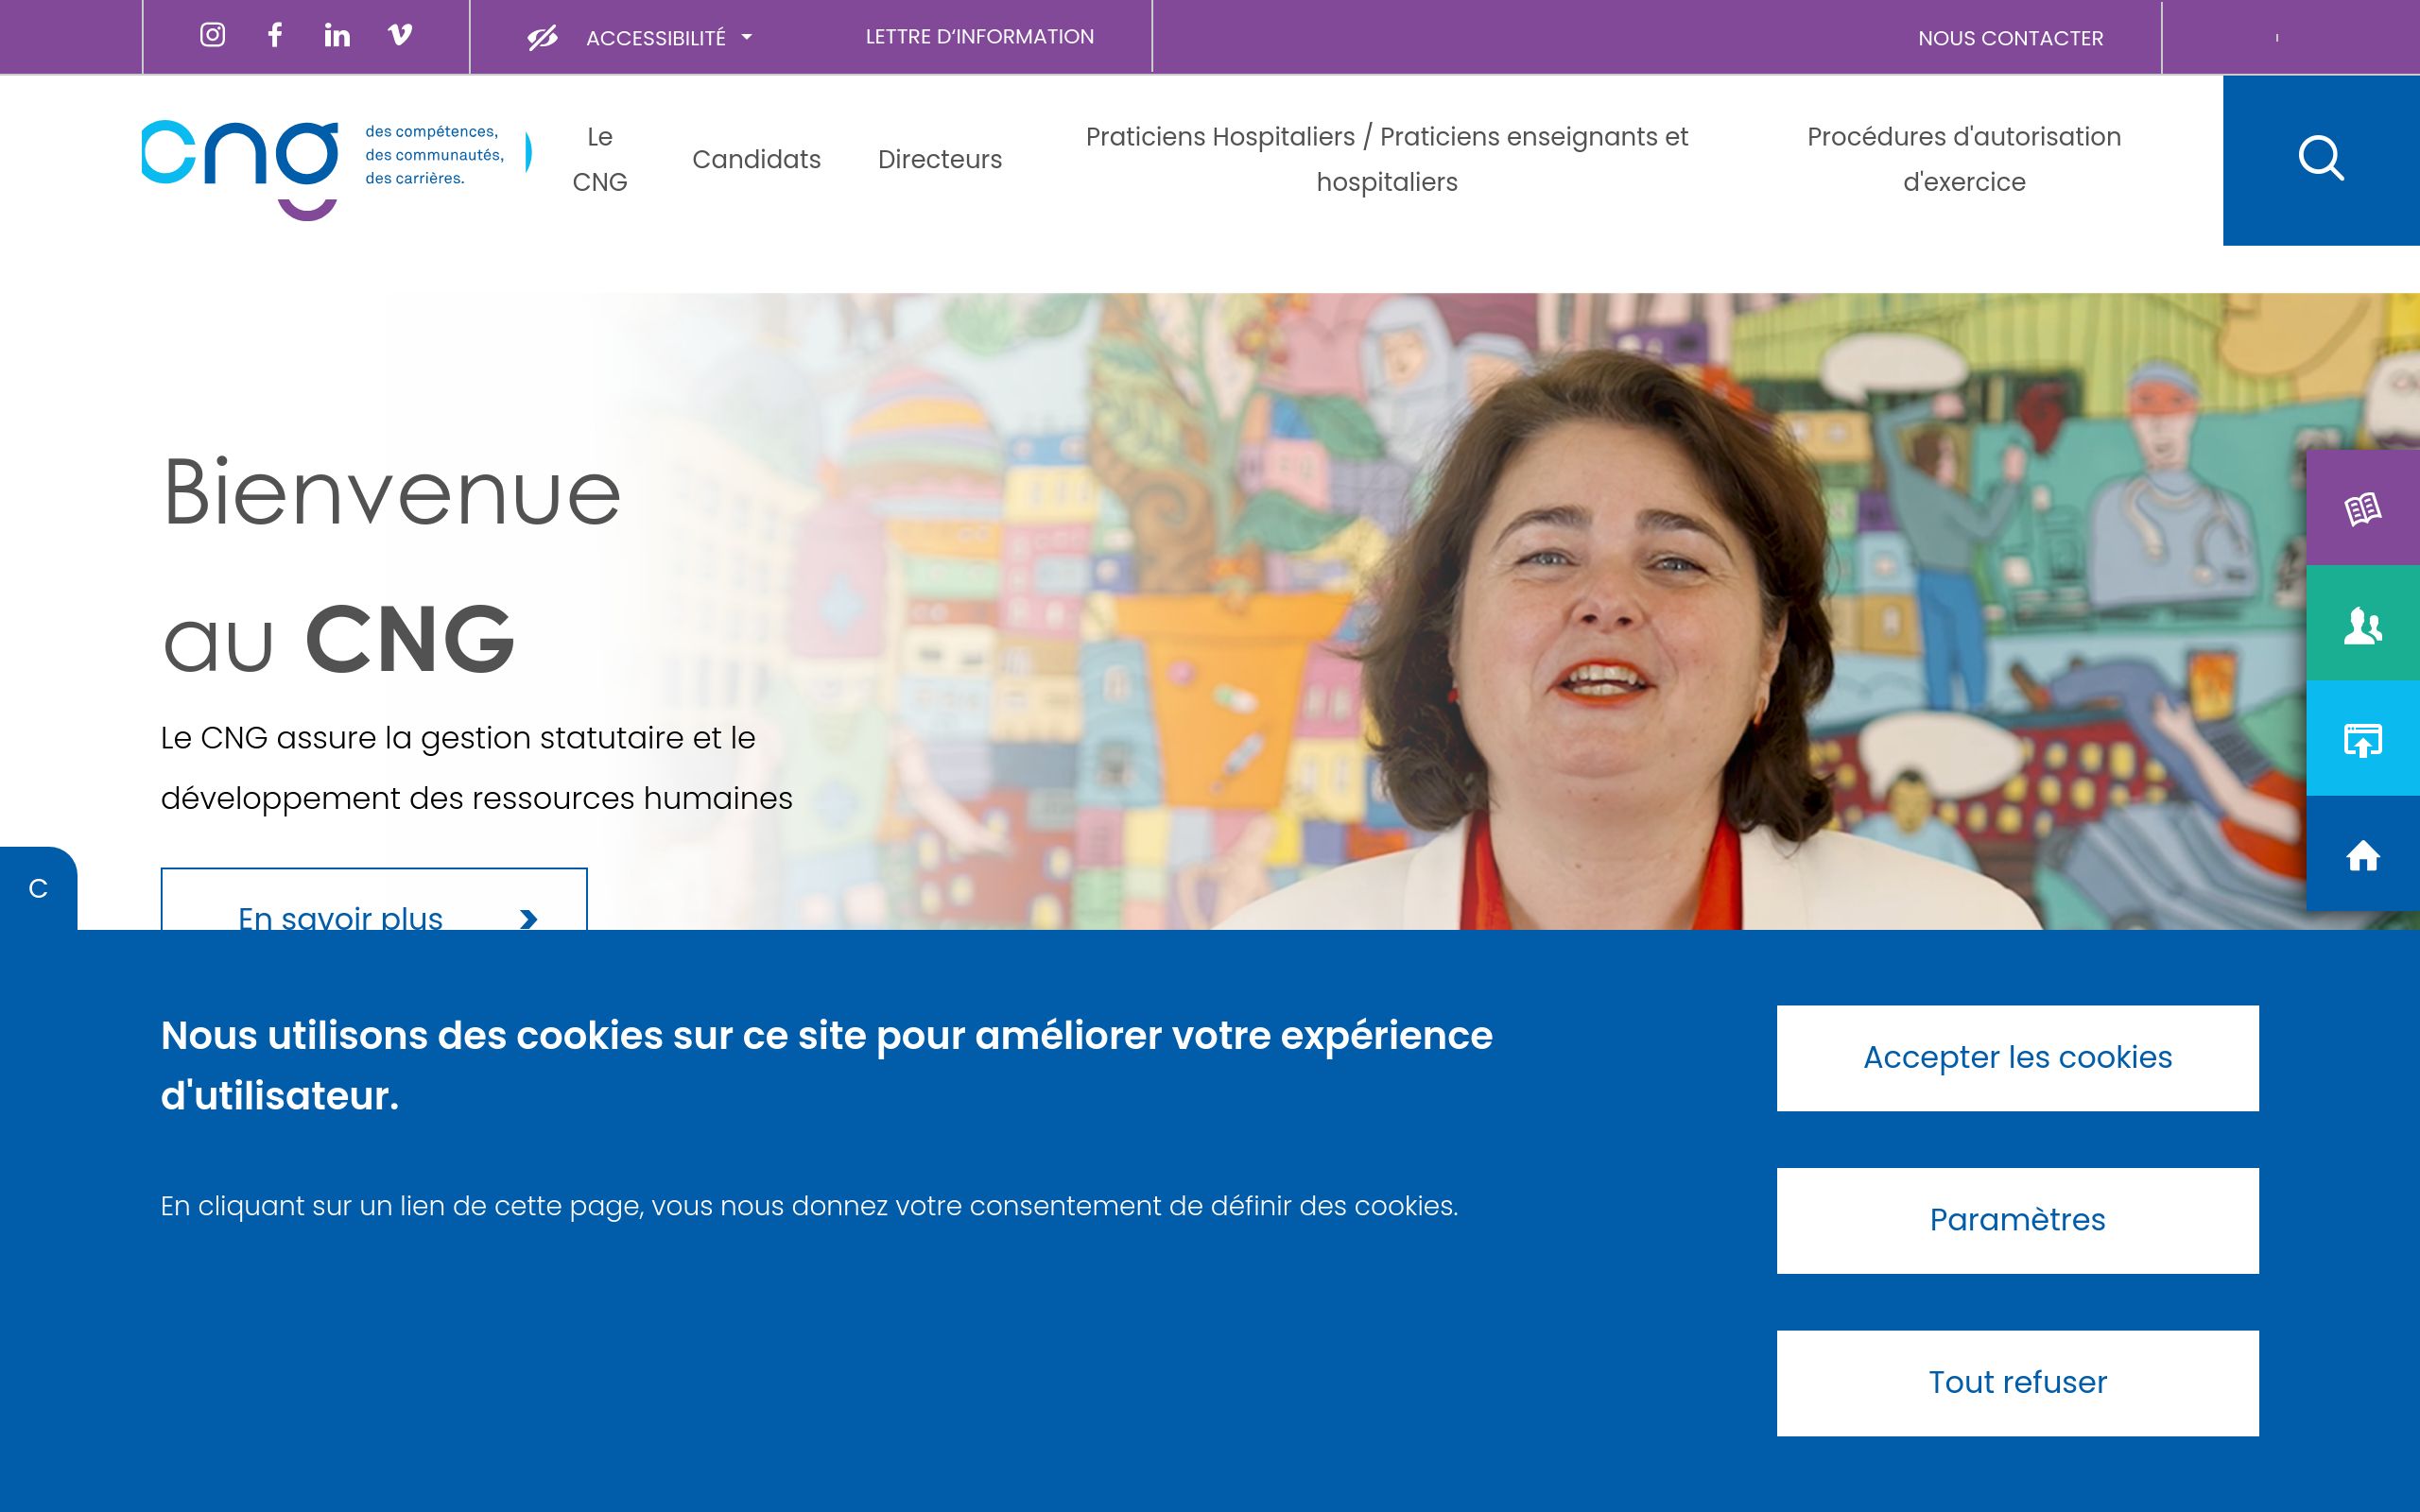 ACCESSIBILITÉ
LETTRE D'INFORMATION
NOUS CONTACTER
cng
des compétences,
des communautés,
des carrières.
Le
CNG
Candidats
Directeurs
Praticiens Hospitaliers / Praticiens enseignants et
hospitaliers
Procédures d'autorisation
d'exercice
Bienvenue
au CNG
Le CNG assure la gestion statutaire et le
développement des ressources humaines
En savoir plus
C
Nous utilisons des cookies sur ce site pour améliorer votre expérience
d'utilisateur.
En cliquant sur un lien de cette page, vous nous donnez votre consentement de définir des cookies.
Accepter les cookies
Paramètres
Tout refuser